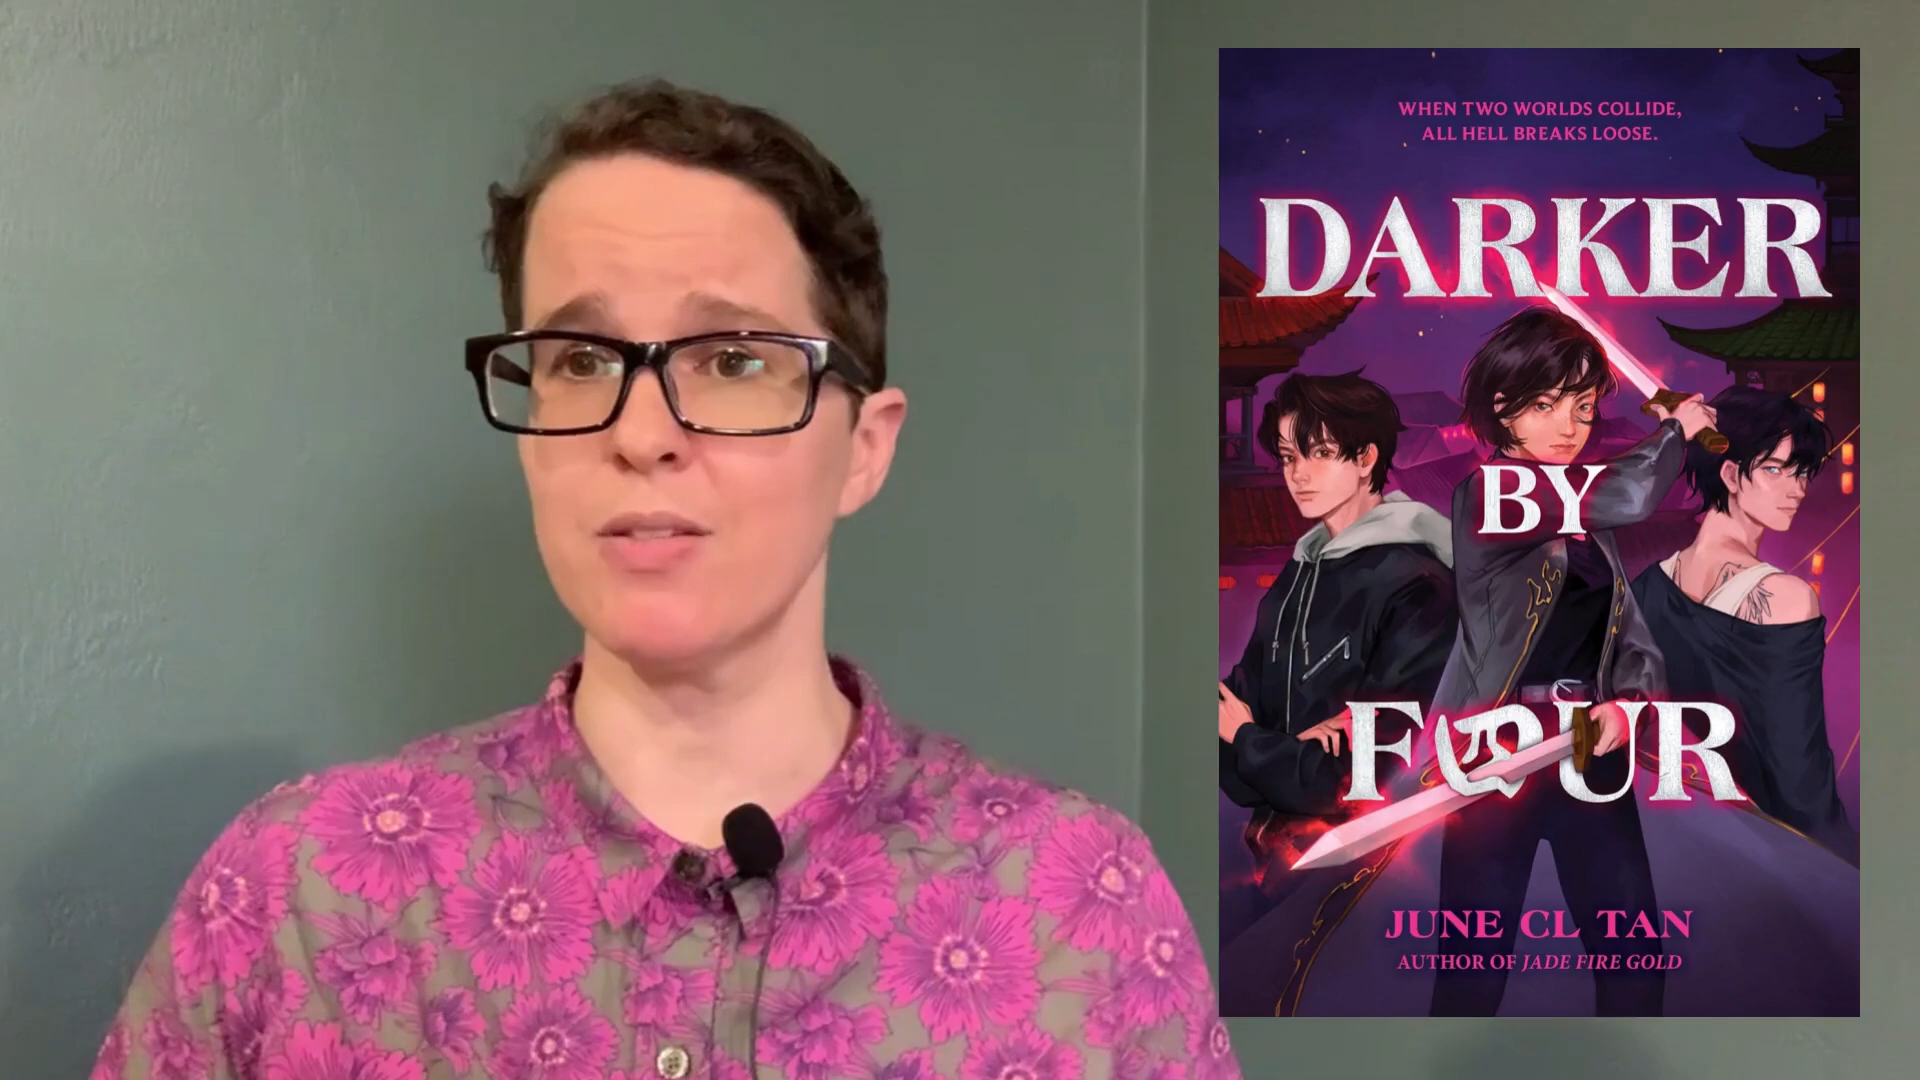 WHEN TWO WORLDS COLLIDE,
ALL HELL BREAKS LOOSE.
DARKER
BY
FOUR
JUNE CL TAN
AUTHOR OF JADE FIRE GOLD